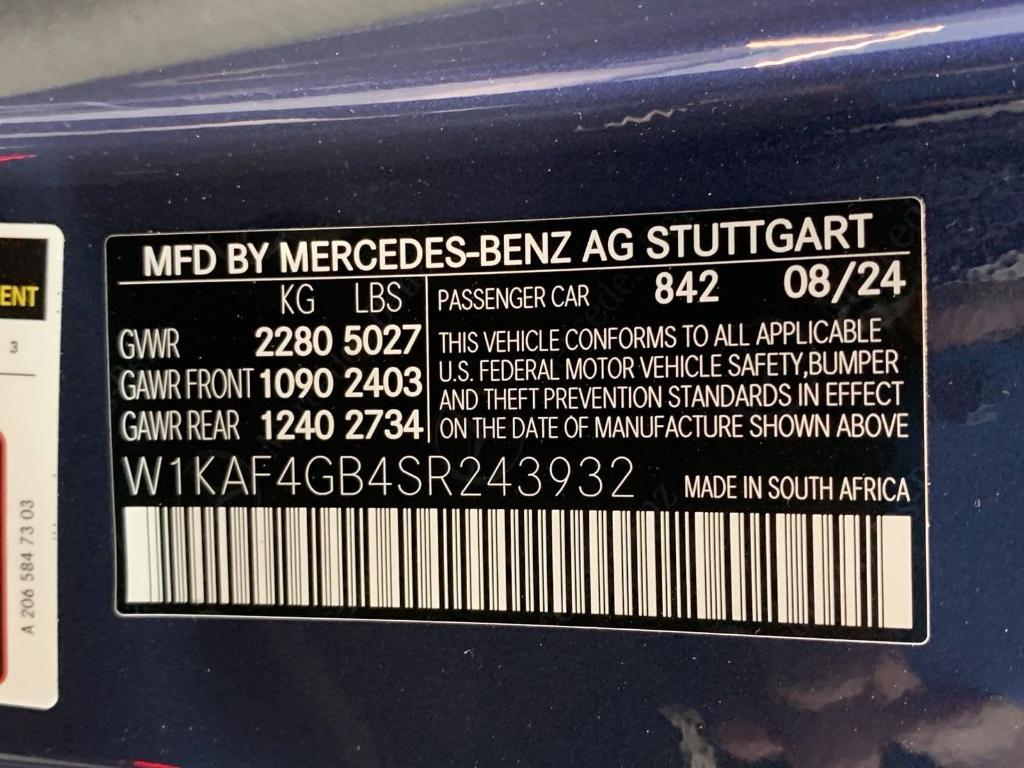 MFD BY MERCEDES-BENZ AG STUTTGART
KG LBS
GVWR 2280 5027
GAWR FRONT 1090 2403
GAWR REAR 1240 2734
PASSENGER CAR 842 08/24
THIS VEHICLE CONFORMS TO ALL APPLICABLE
U.S. FEDERAL MOTOR VEHICLE SAFETY,BUMPER
AND THEFT PREVENTION STANDARDS IN EFFECT
ON THE DATE OF MANUFACTURE SHOWN ABOVE
W1KAF4GB4SR243932 MADE IN SOUTH AFRICA
ENT
3
A 206 584 73 03